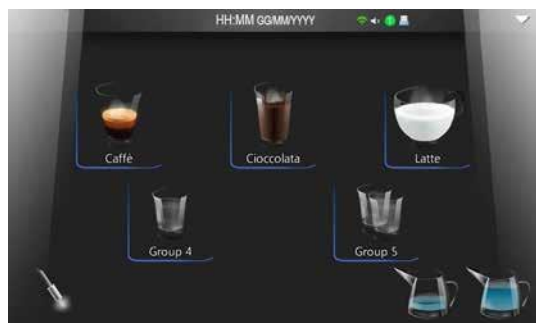 HH:MM GG/MM/YYYY
Caffè
Cioccolata
Latte
Group 4
Group 5